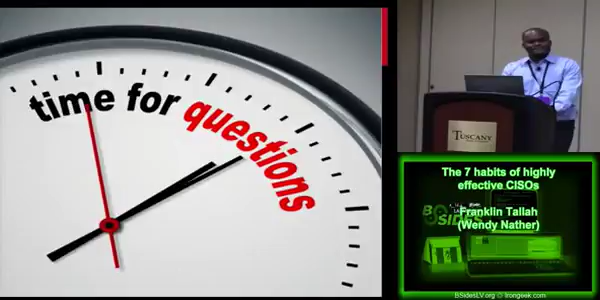 time for questions
TUSCANY
The 7 habits of highly
effective CISOs
Franklin Tallah
(Wendy Nather)
BSIDES
BSidesLV.org @ Irongeek.com